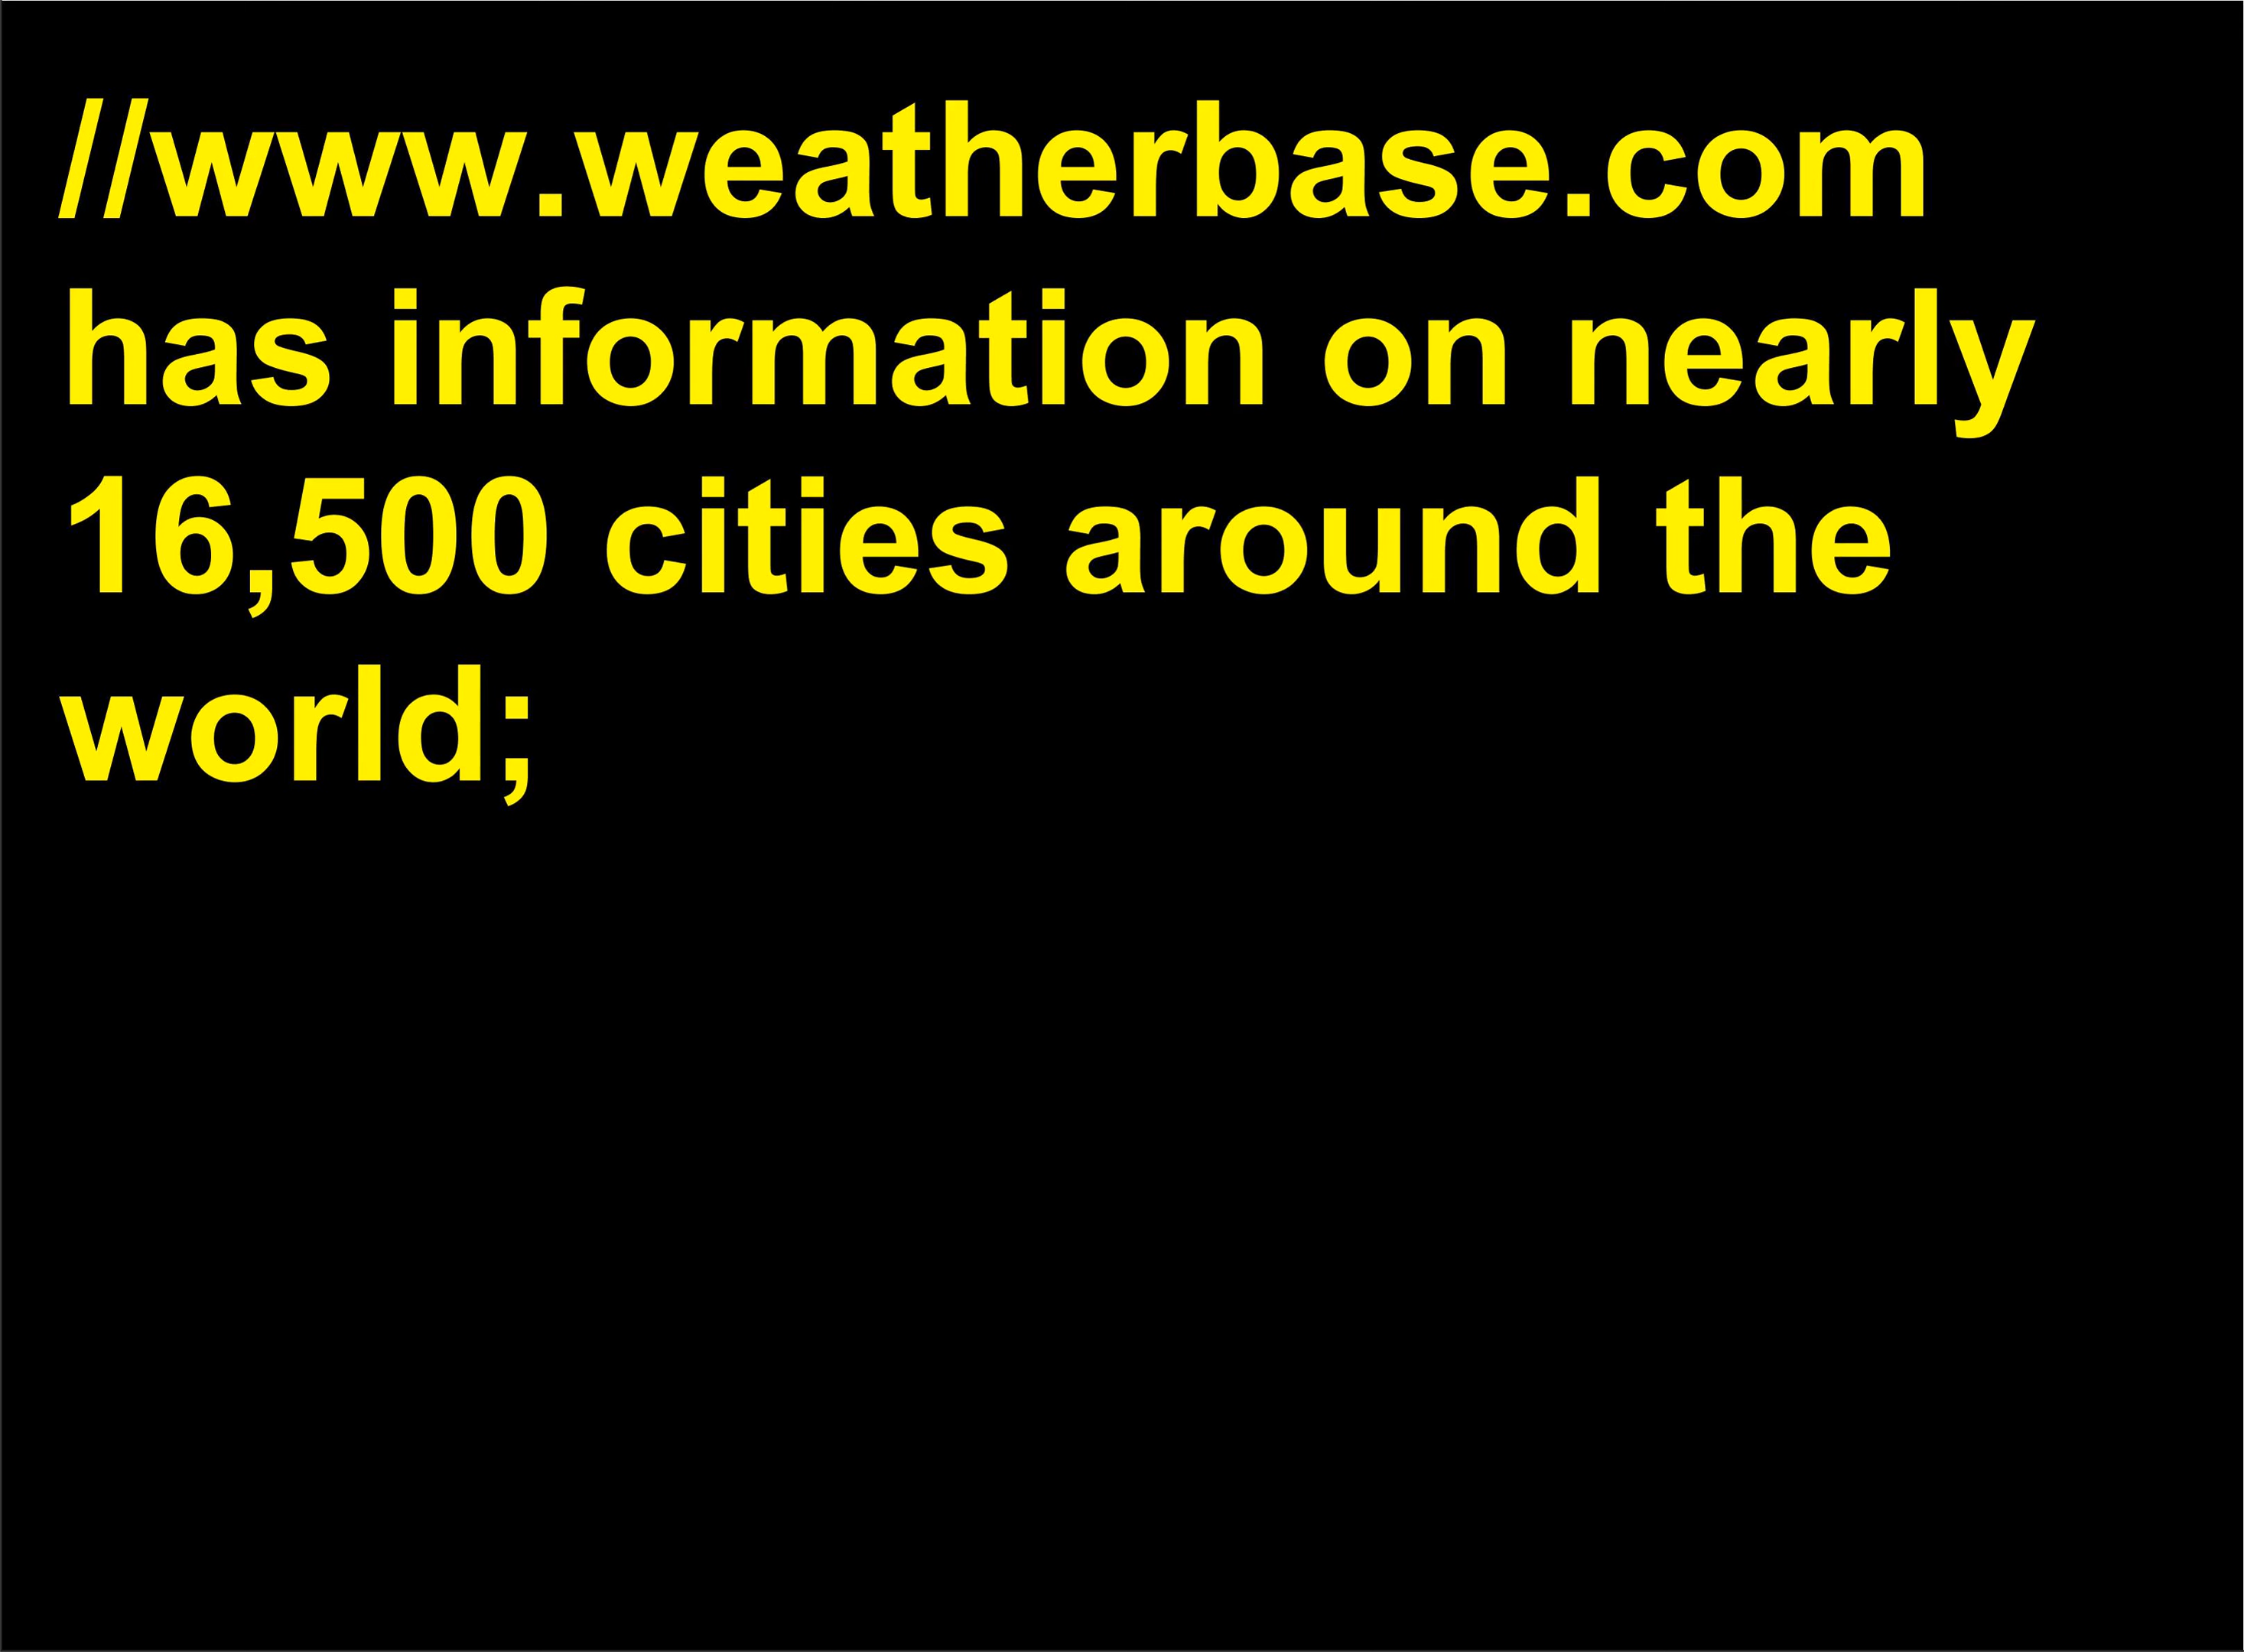 //www.weatherbase.com
has information on nearly
16,500 cities around the
world;